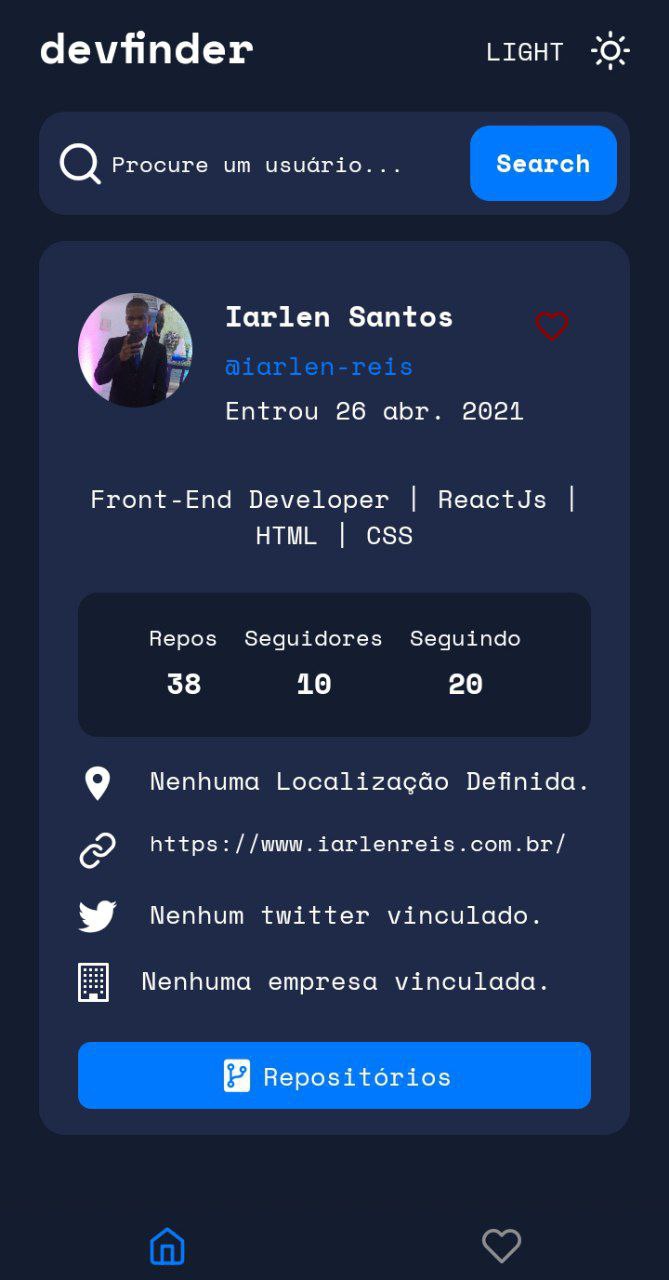 devfinder
LIGHT
Procure um usuário...
Search
Iarlen Santos
@iarlen-reis
Entrou 26 abr. 2021
Front-End Developer | ReactJs |
HTML | CSS
Repos Seguidores Seguindo
38 10 20
Nenhuma Localização Definida.
https://www.iarlenreis.com.br/
Nenhum twitter vinculado.
Nenhuma empresa vinculada.
Repositórios